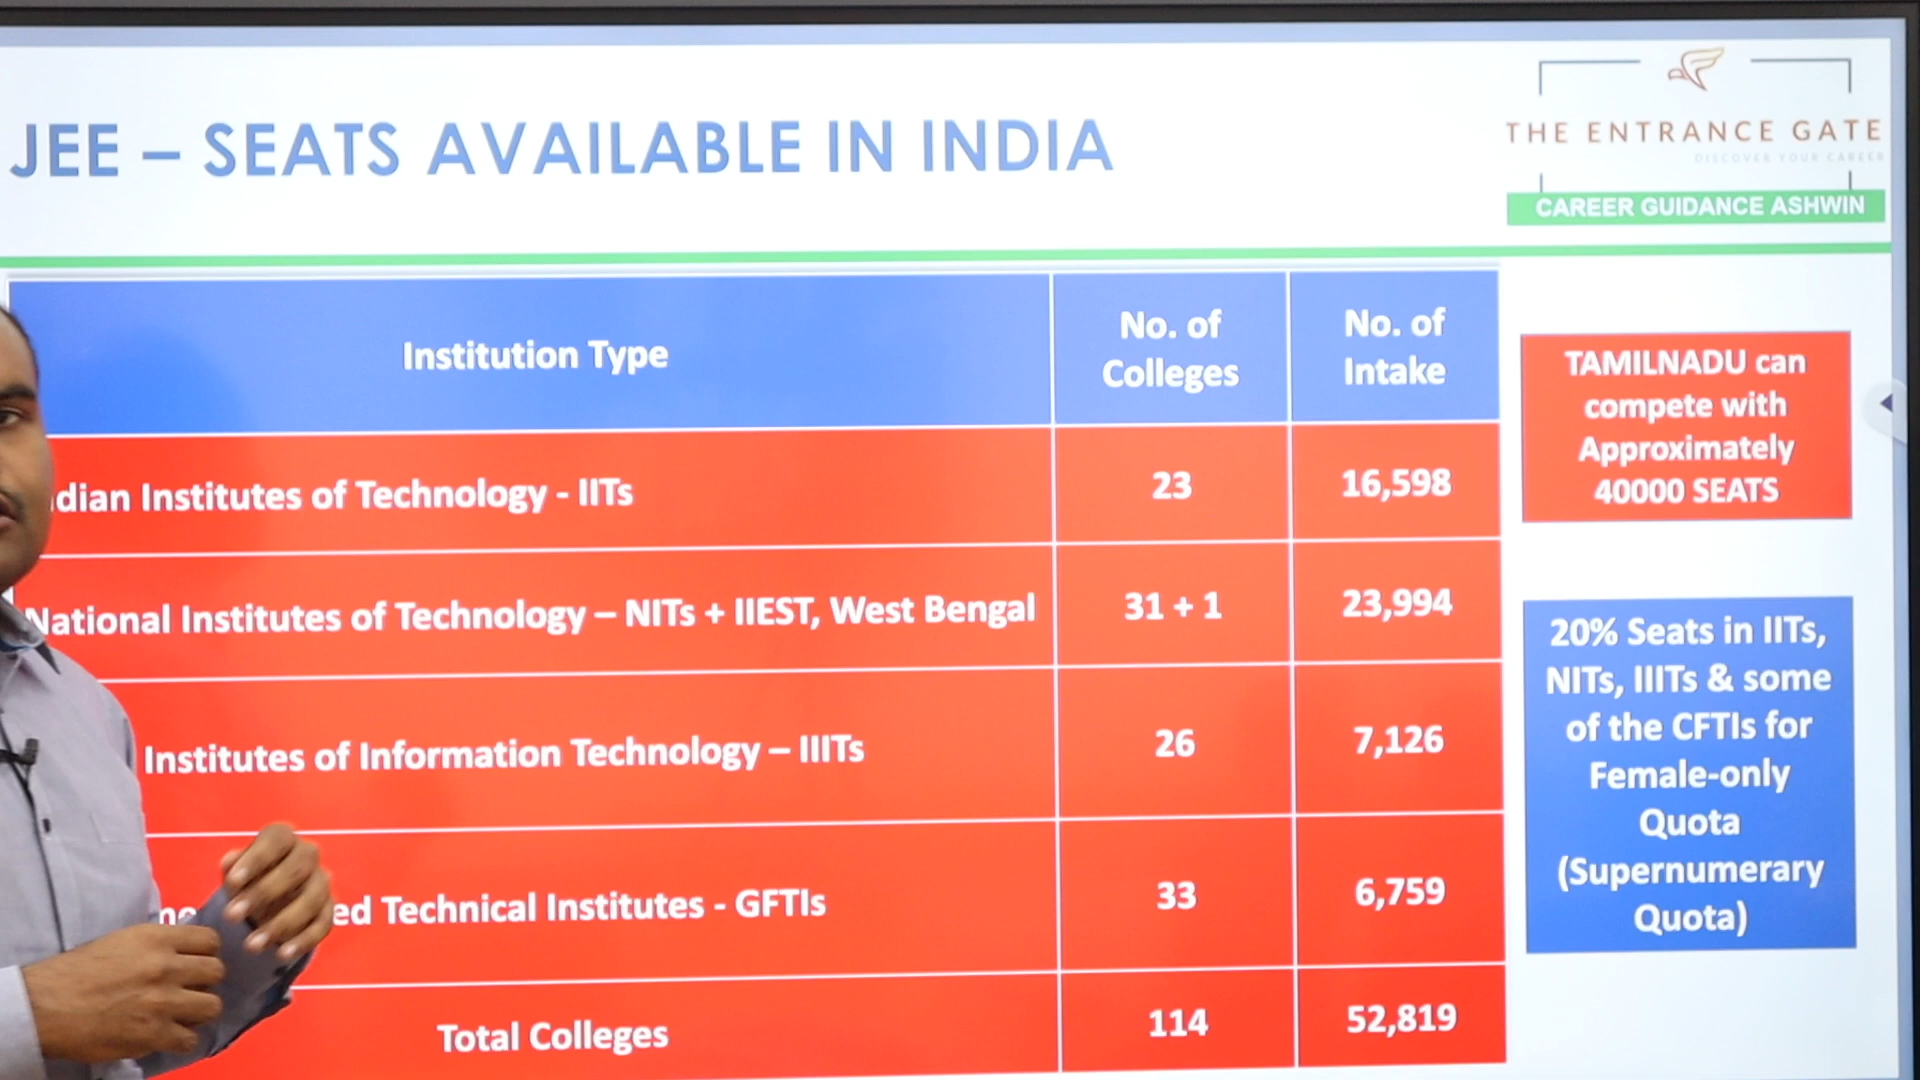 JEE – SEATS AVAILABLE IN INDIA
THE ENTRANCE GATE
DISCOVER YOUR CAREER
CAREER GUIDANCE ASHWIN
Institution Type
No. of
Colleges
No. of
Intake
dian Institutes of Technology - IITs
23
16,598
National Institutes of Technology – NITs + IIEST, West Bengal
31 + 1
23,994
Institutes of Information Technology – IIITs
26
7,126
ed Technical Institutes - GFTIs
33
6,759
Total Colleges
114
52,819
TAMILNADU can
compete with
Approximately
40000 SEATS
20% Seats in IITs,
NITs, IIITs & some
of the CFTIs for
Female-only
Quota
(Supernumerary
Quota)